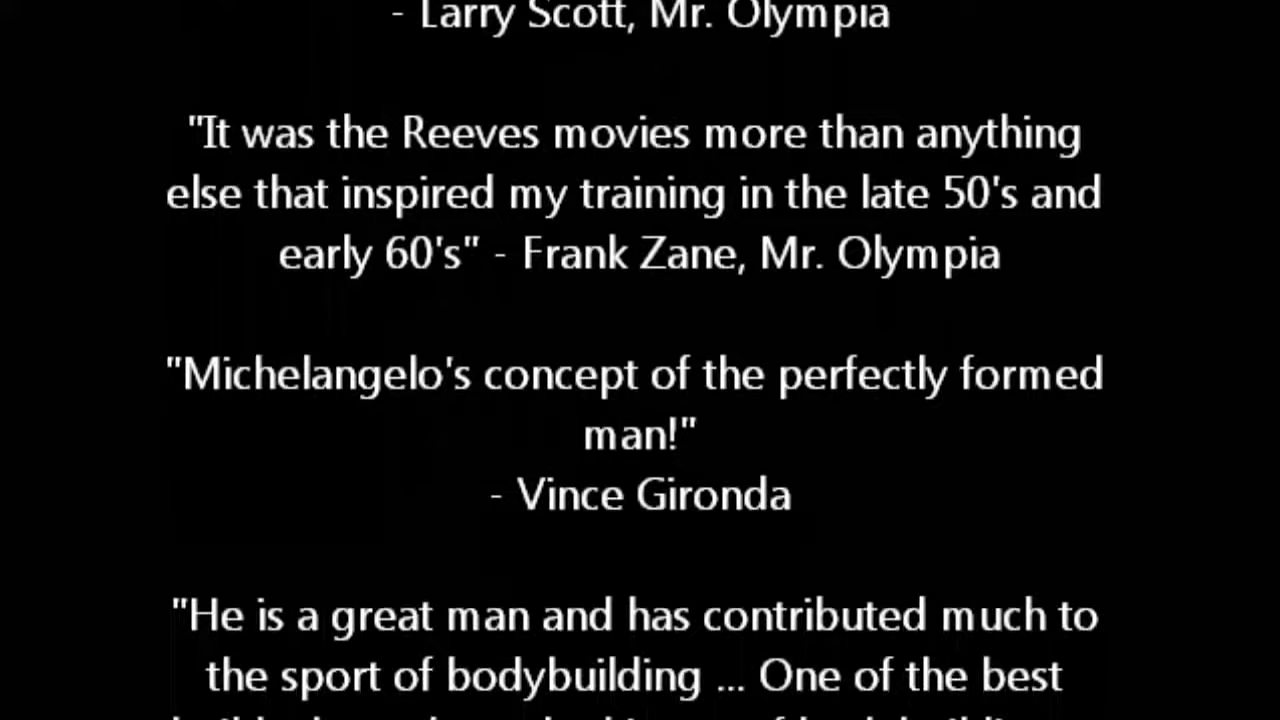 - Larry Scott, Mr. Olympia
"It was the Reeves movies more than anything
else that inspired my training in the late 50's and
early 60's" - Frank Zane, Mr. Olympia
"Michelangelo's concept of the perfectly formed
man!"
- Vince Gironda
"He is a great man and has contributed much to
the sport of bodybuilding ... One of the best